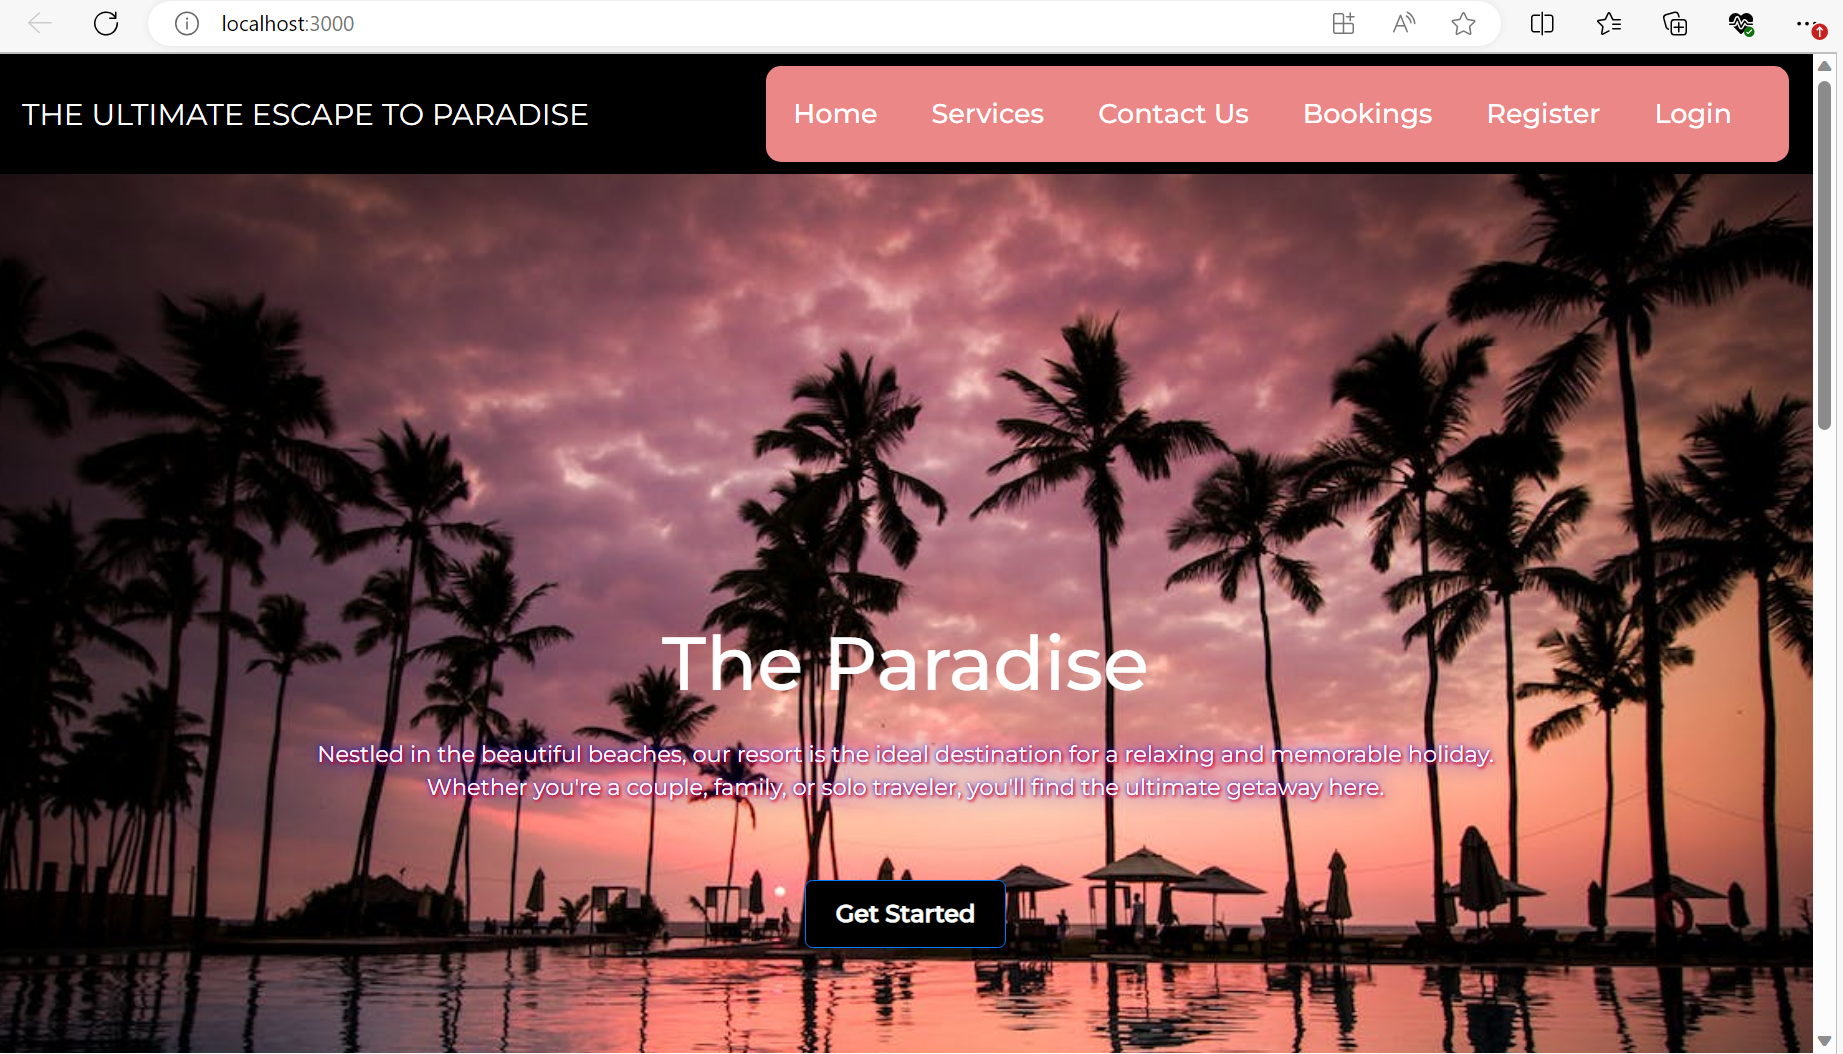 localhost:3000
THE ULTIMATE ESCAPE TO PARADISE
Home Services Contact Us Bookings Register Login
The Paradise
Nestled in the beautiful beaches, our resort is the ideal destination for a relaxing and memorable holiday.
Whether you're a couple, family, or solo traveler, you'll find the ultimate getaway here.
Get Started